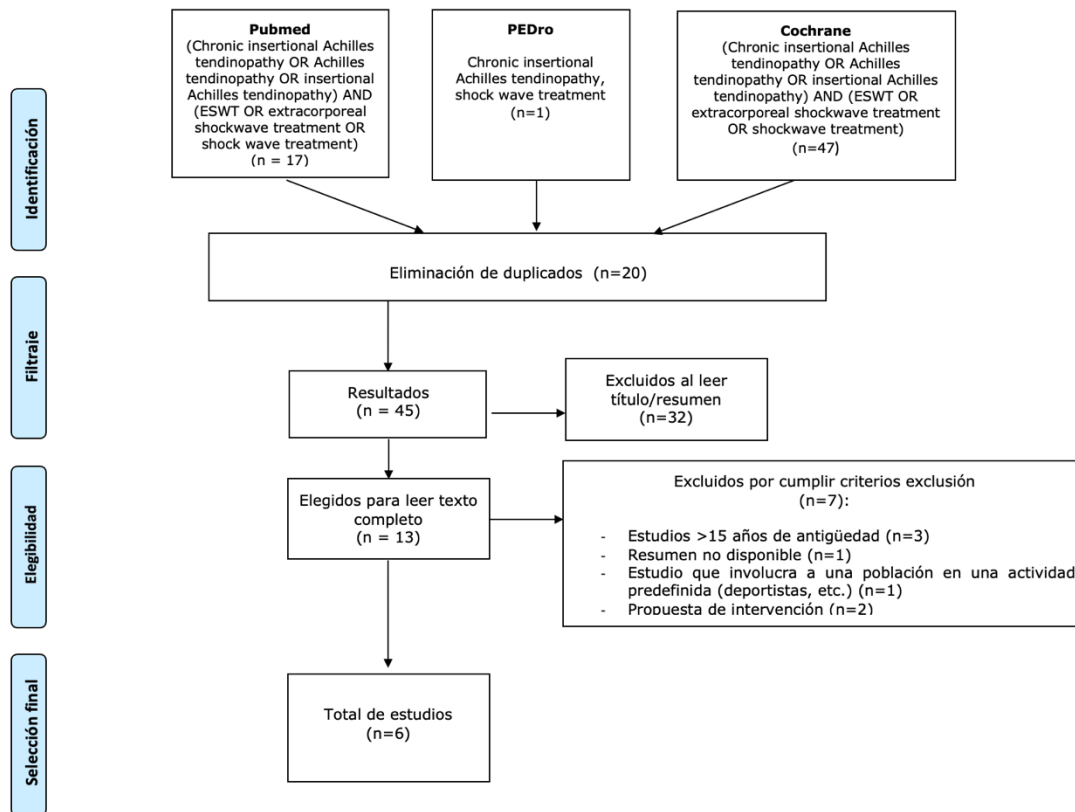 Pubmed
(Chronic insertional Achilles
tendinopathy OR Achilles
tendinopathy OR insertional
Achilles tendinopathy) AND
(ESWT OR extracorporeal
shockwave treatment OR
shock wave treatment)
(n = 17)
PEDro
Chronic insertional
Achilles tendinopathy,
shock wave treatment
(n=1)
Cochrane
(Chronic insertional Achilles
tendinopathy OR Achilles
tendinopathy OR insertional
Achilles tendinopathy) AND (ESWT OR
extracorporeal shockwave treatment
OR shockwave treatment)
(n=47)
Identificación
Eliminación de duplicados (n=20)
Filtraje
Resultados
(n = 45)
Excluidos al leer
título/resumen
(n=32)
Elegibilidad
Elegidos para leer texto
completo
(n = 13)
Excluidos por cumplir criterios exclusión
(n=7):
- Estudios >15 años de antigüedad (n=3)
- Resumen no disponible (n=1)
- Estudio que involucra a una población en una actividad
predefinida (deportistas, etc.) (n=1)
- Propuesta de intervención (n=2)
Selección final
Total de estudios
(n=6)